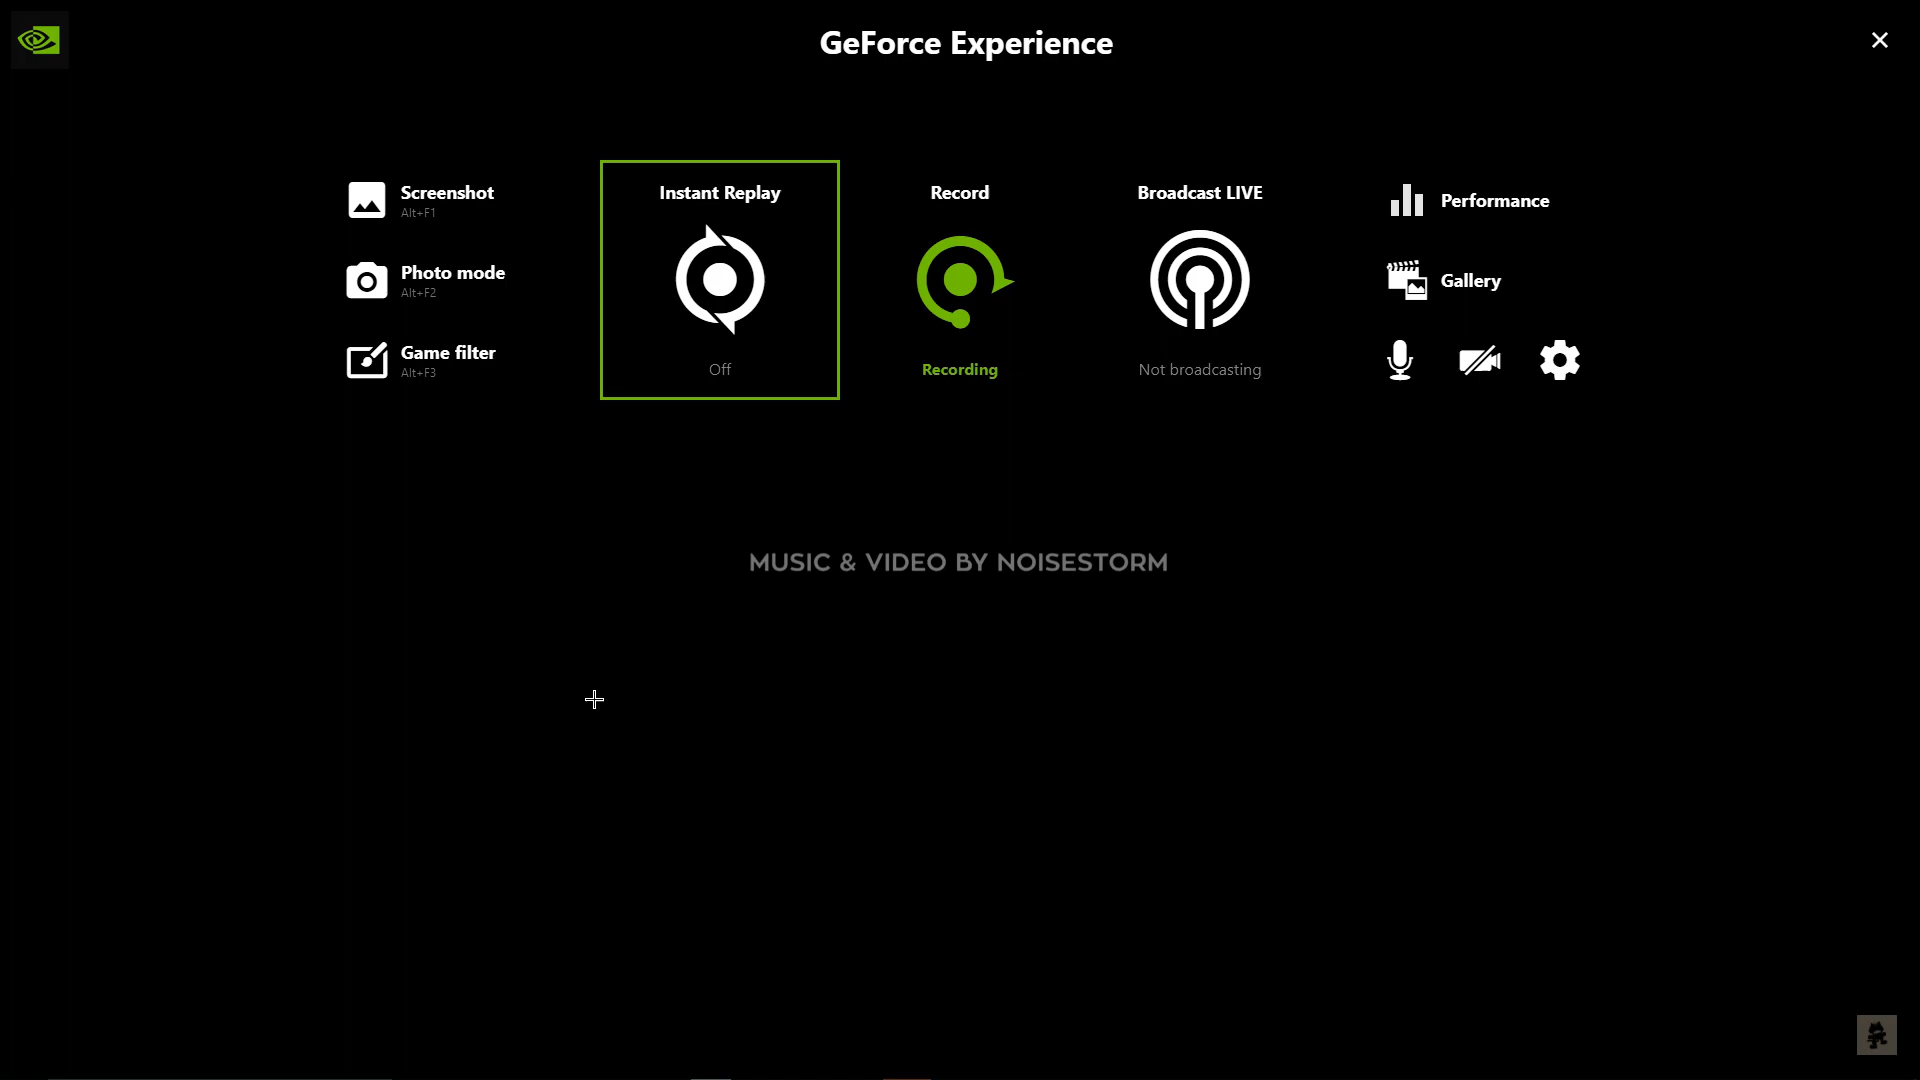 GeForce Experience
Screenshot
Alt+F1
Photo mode
Alt+F2
Game filter
Alt+F3
Instant Replay
Off
Record
Recording
Broadcast LIVE
Not broadcasting
Performance
Gallery
MUSIC & VIDEO BY NOISESTORM